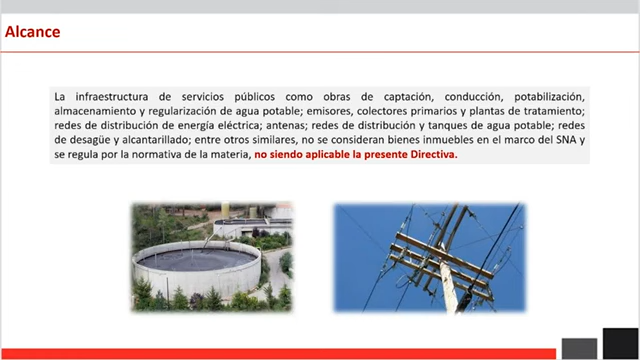 Alcance
La infraestructura de servicios públicos como obras de captación, conducción, potabilización,
almacenamiento y regularización de agua potable; emisores, colectores primarios y plantas de tratamiento;
redes de distribución de energía eléctrica; antenas; redes de distribución y tanques de agua potable; redes
de desagüe y alcantarillado; entre otros similares, no se consideran bienes inmuebles en el marco del SNA y
se regula por la normativa de la materia, no siendo aplicable la presente Directiva.